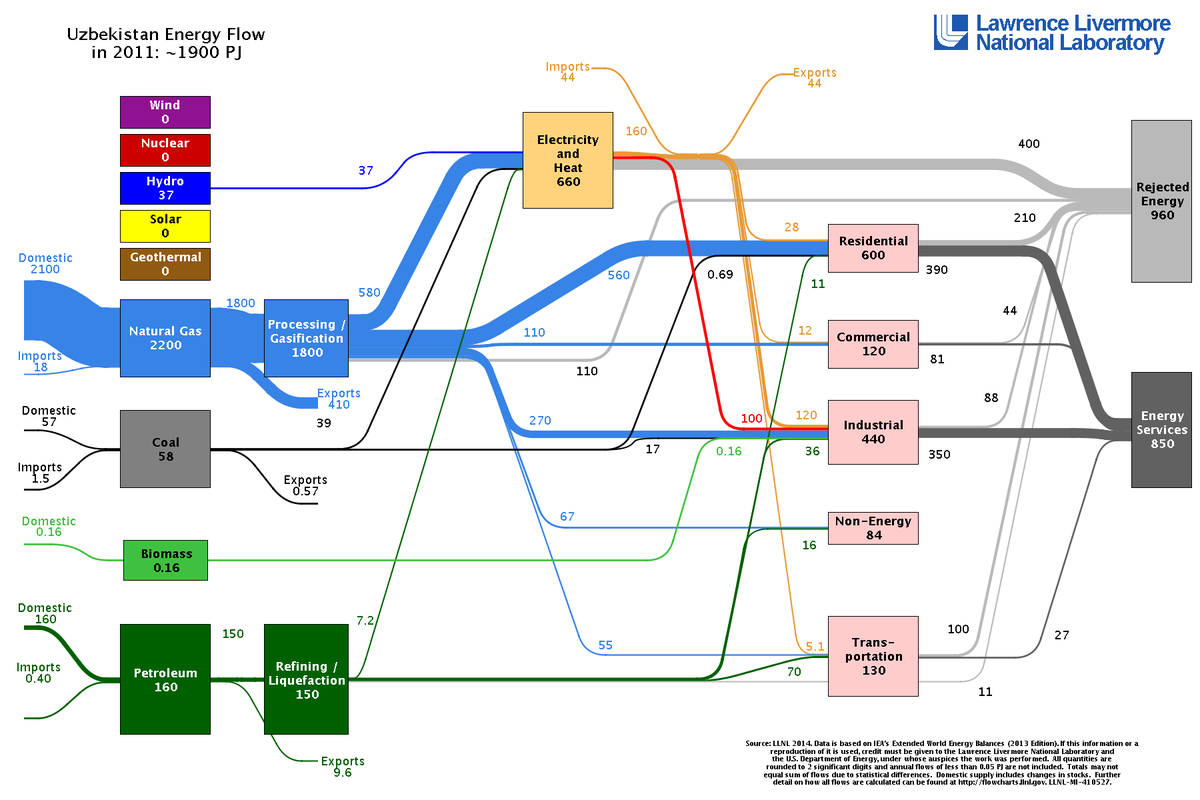 Uzbekistan Energy Flow
in 2011: ~1900 PJ
Lawrence Livermore
National Laboratory
Imports
44
Exports
44
Wind
0
Nuclear
0
Hydro
37
Solar
0
Geothermal
0
37
Electricity
and
Heat
660
160
400
Rejected
Energy
960
Domestic
2100
Natural Gas
2200
Imports
18
1800
Processing /
Gasification
1800
580
Exports
410
560
110
110
270
67
55
28
Residential
600
0.69
11
210
390
12
Commercial
120
44
81
100
120
Industrial
440
88
350
Energy
Services
850
Domestic
57
Coal
58
Imports
1.5
39
Exports
0.57
17
0.16
36
Domestic
0.16
Biomass
0.16
Non-Energy
84
16
Domestic
160
Imports
0.40
Petroleum
160
150
Refining /
Liquefaction
150
7.2
Exports
9.6
5.1
70
Trans-
portation
130
100
27
11
Source: LLNL 2014. Data is based on IEA's Extended World Energy Balances (2013 Edition). If this information or a
reproduction of it is used, credit must be given to the Lawrence Livermore National Laboratory and
the U.S. Department of Energy, under whose auspices the work was performed. All quantities are
rounded to 2 significant digits and annual flows of less than 0.05 PJ are not included. Totals may not
equal sum of flows due to statistical differences. Domestic supply includes changes in stocks. Further
detail on how all flows are calculated can be found at http://flowcharts.llnl.gov. LLNL-MI-410527.